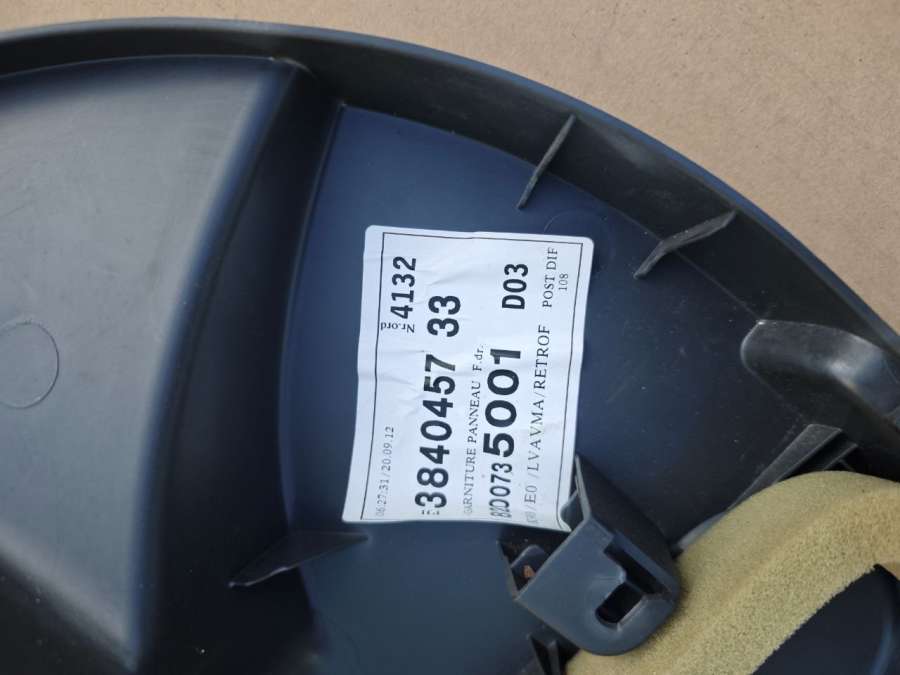 06:27:31/20.09.12
N.ord 4132
3840457 33
GARNITURE PANNEAU F.dr.
5001 D03
/E0 /LVAVMA/RETROF POST DIF
108